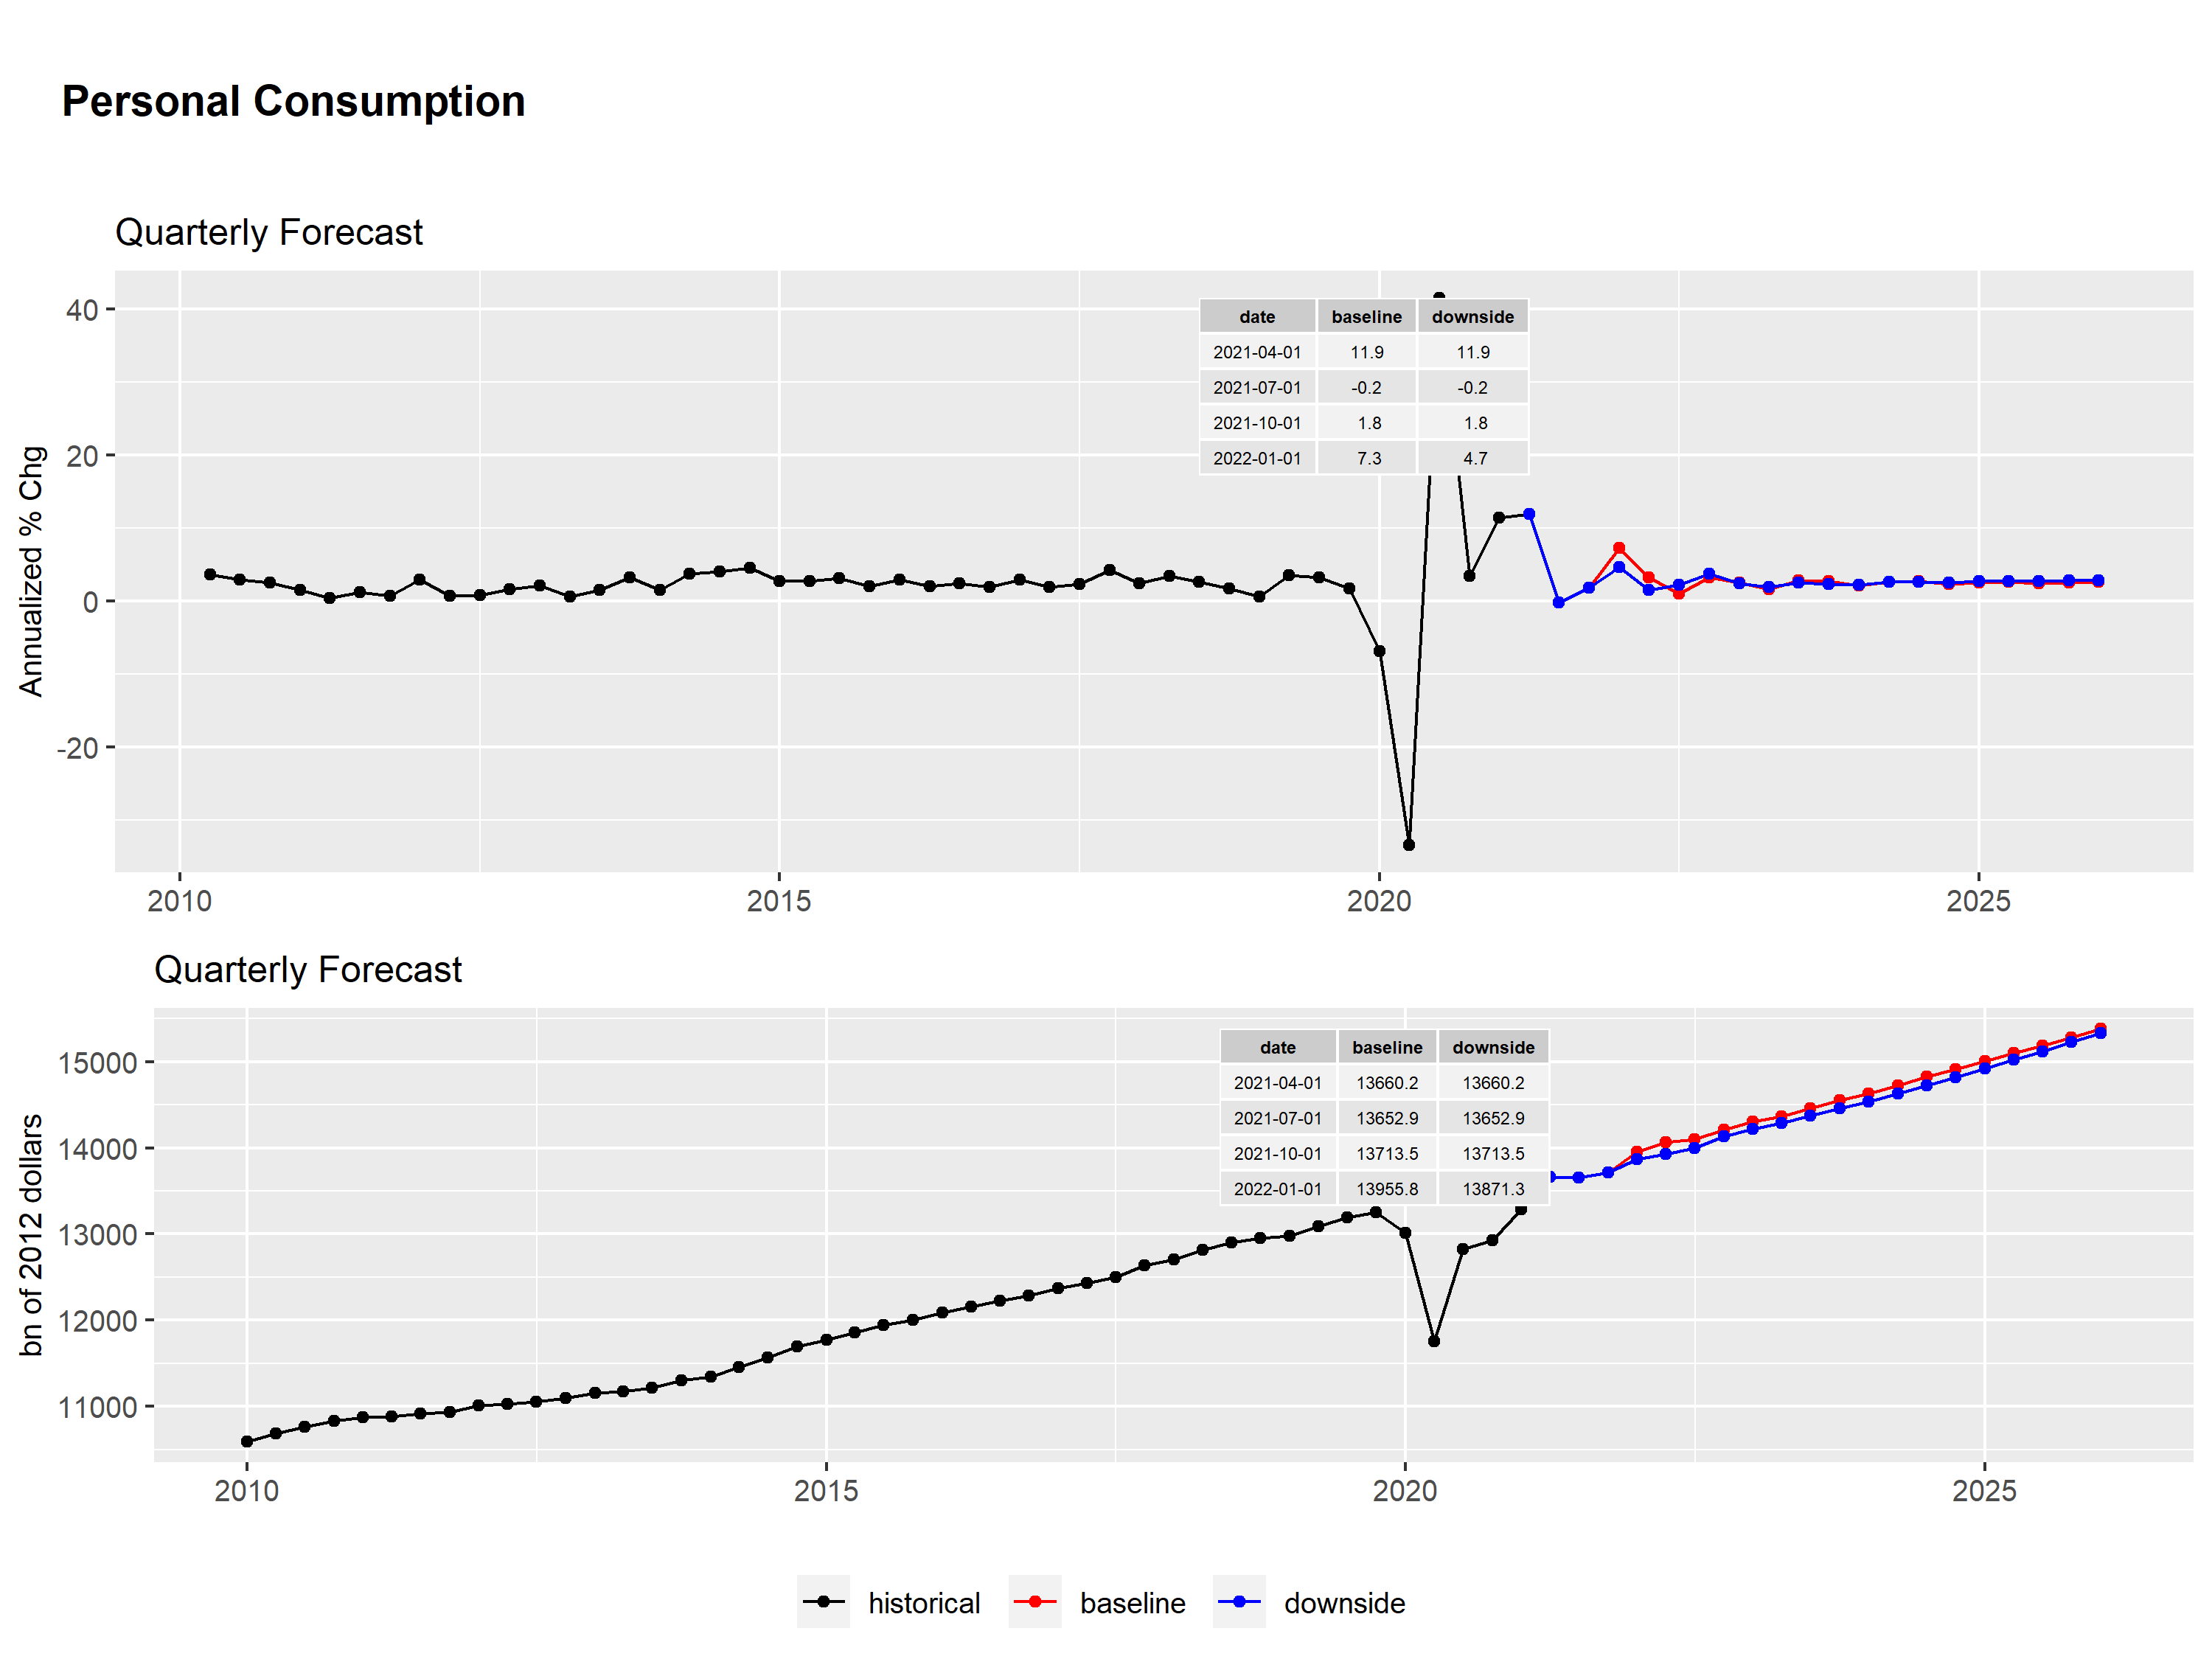 Personal Consumption
Quarterly Forecast
Annualized % Chg
40
20
0
-20
date baseline downside
2021-04-01 11.9 11.9
2021-07-01 -0.2 -0.2
2021-10-01 1.8 1.8
2022-01-01 7.3 4.7
2010 2015 2020 2025
Quarterly Forecast
bn of 2012 dollars
15000
14000
13000
12000
11000
date baseline downside
2021-04-01 13660.2 13660.2
2021-07-01 13652.9 13652.9
2021-10-01 13713.5 13713.5
2022-01-01 13955.8 13871.3
2010 2015 2020 2025
historical baseline downside